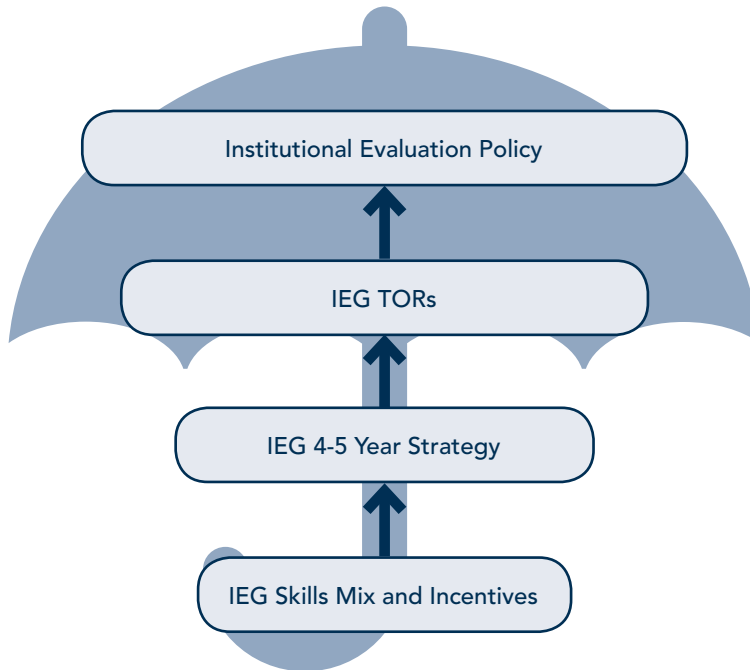 Institutional Evaluation Policy
IEG TORs
IEG 4-5 Year Strategy
IEG Skills Mix and Incentives